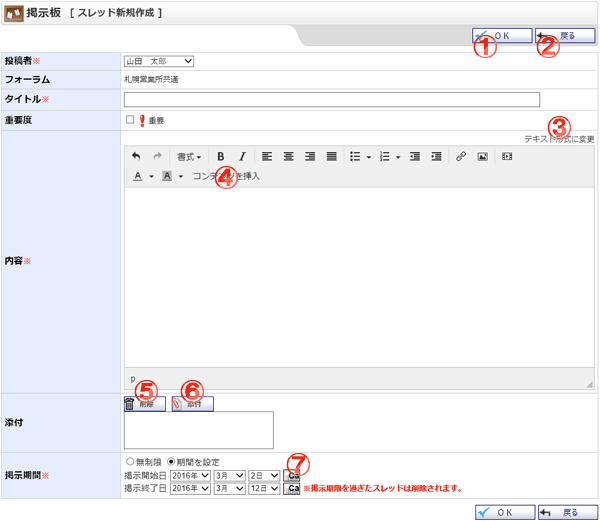 掲示板 [ スレッド新規作成 ]
① OK ② 戻る
投稿者※ 山田 太郎
フォーラム 札幌営業所共通
タイトル※
重要度 重要
③
テキスト形式に変更
書式 B I
A A コンテンツを挿入
④
内容※
p
⑤ 削除 ⑥ 添付
添付
⑦
無制限 期間を設定
掲示期間※
掲示開始日 2016年 3月 2日 Ca
掲示終了日 2016年 3月 12日 Ca ※掲示期限を過ぎたスレッドは削除されます。
OK 戻る